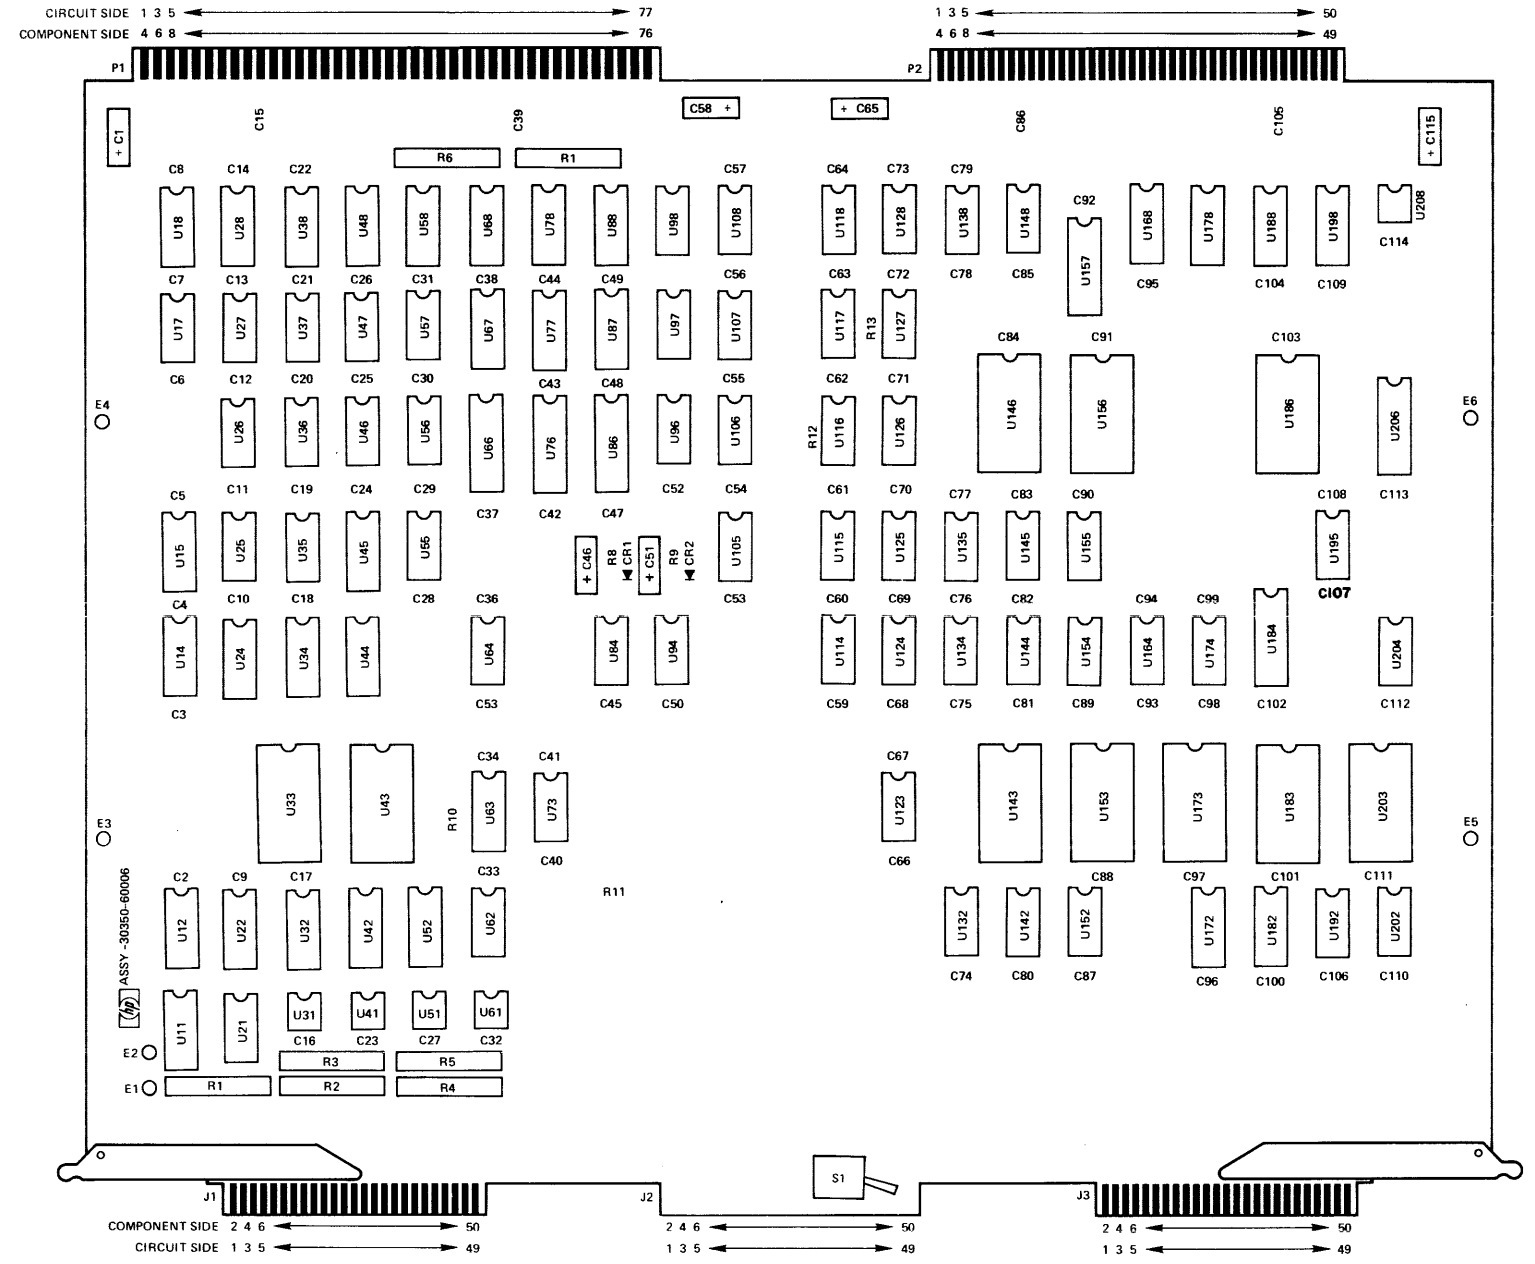 CIRCUIT SIDE 1 3 5 77 1 3 5 50
COMPONENT SIDE 4 6 8 76 4 6 8 49
P1 P2
+ C1 C15 C39 C58 + + C65 C86 C105 + C115
R6 R1
C8 C14 C22 C57 C64 C73 C79
C92
U18 U28 U38 U48 U58 U68 U78 U88 U98 U108 U118 U128 U138 U148 U157 U168 U178 U188 U198 U208
C114
C7 C13 C21 C26 C31 C38 C44 C49 C56 C63 C72 C78 C85 C95 C104 C109
U17 U27 U37 U47 U57 U67 U77 U87 U97 U107 U117 R13 U127
C84 C91 C103
C6 C12 C20 C25 C30 C43 C48 C55 C62 C71
E4 E6
U26 U36 U46 U56 U66 U76 U86 U96 U106 R12 U116 U126 U146 U156 U186 U206
C5 C11 C19 C24 C29 C52 C54 C61 C70 C77 C83 C90 C108 C113
C37 C42 C47
U15 U25 U35 U45 U55 + C46 R8 CR1 + C51 R9 CR2 U105 U115 U125 U135 U145 U155 U195
C4 C10 C18 C28 C36 C53 C60 C69 C76 C82 C94 C99 C107
U14 U24 U34 U44 U64 U84 U94 U114 U124 U134 U144 U154 U164 U174 U184 U204
C3 C53 C45 C50 C59 C68 C75 C81 C89 C93 C98 C102 C112
C34 C41 C67
U33 U43 R10 U63 U73 U123 U143 U153 U173 U183 U203
E3 E5
C40 C66
C2 C9 C17 C33 C88 C97 C101 C111
R11
ASSY -30350-60006
U12 U22 U32 U42 U52 U62 U132 U142 U152 U172 U182 U192 U202
C74 C80 C87 C96 C100 C106 C110
hp
U11 U21 U31 U41 U51 U61
C16 C23 C27 C32
E2 R3 R5
E1 R1 R2 R4
S1
J1 J2 J3
COMPONENT SIDE 2 4 6 50 2 4 6 50 2 4 6 50
CIRCUIT SIDE 1 3 5 49 1 3 5 49 1 3 5 49